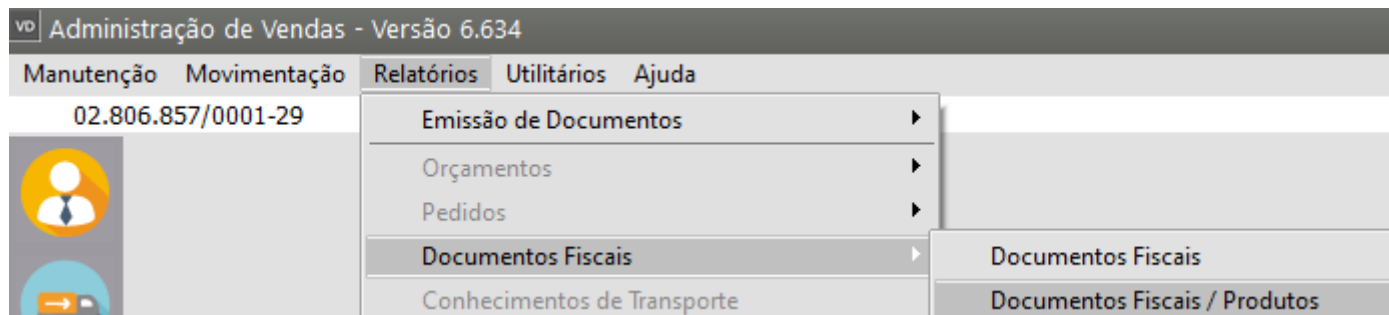 VD Administração de Vendas - Versão 6.634
Manutenção Movimentação Relatórios Utilitários Ajuda
02.806.857/0001-29
Emissão de Documentos
Orçamentos
Pedidos
Documentos Fiscais
Documentos Fiscais
Conhecimentos de Transporte
Documentos Fiscais / Produtos